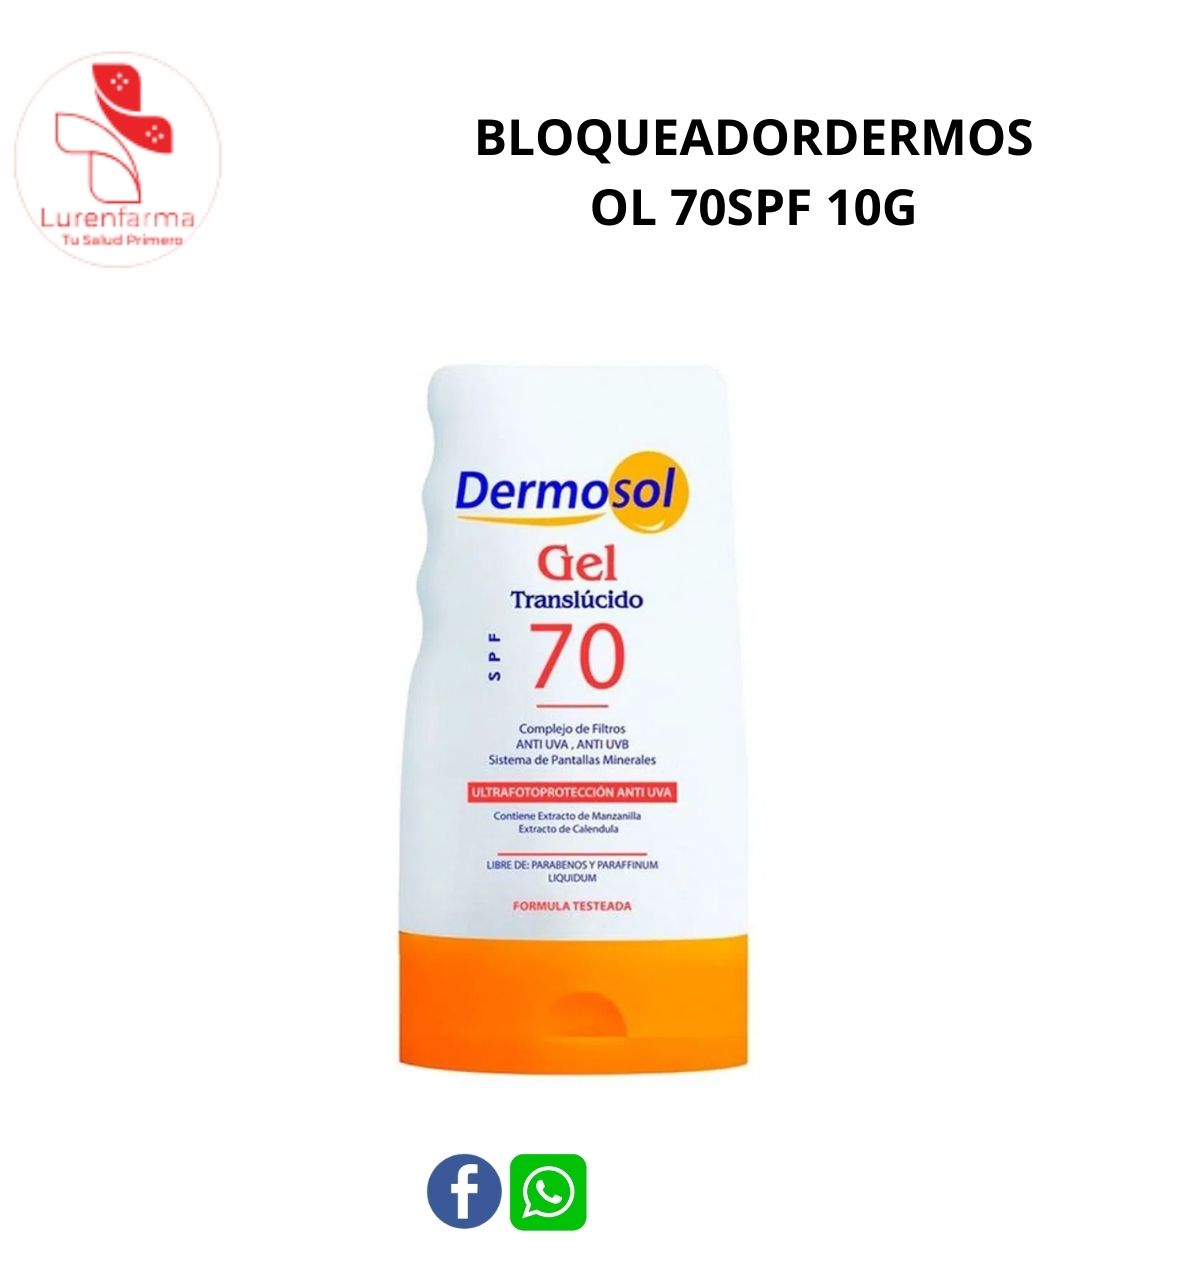 Lurenfarma
Tu Salud Primero
BLOQUEADORDERMOS
OL 70SPF 10G
Dermosol
Gel
Translúcido
SPF
70
Complejo de Filtros
ANTI UVA , ANTI UVB
Sistema de Pantallas Minerales
ULTRAFOTOPROTECCIÓN ANTI UVA
Contiene Extracto de Manzanilla
Extracto de Calendula
LIBRE DE: PARABENOS Y PARAFFINUM
LIQUIDUM
FORMULA TESTEADA